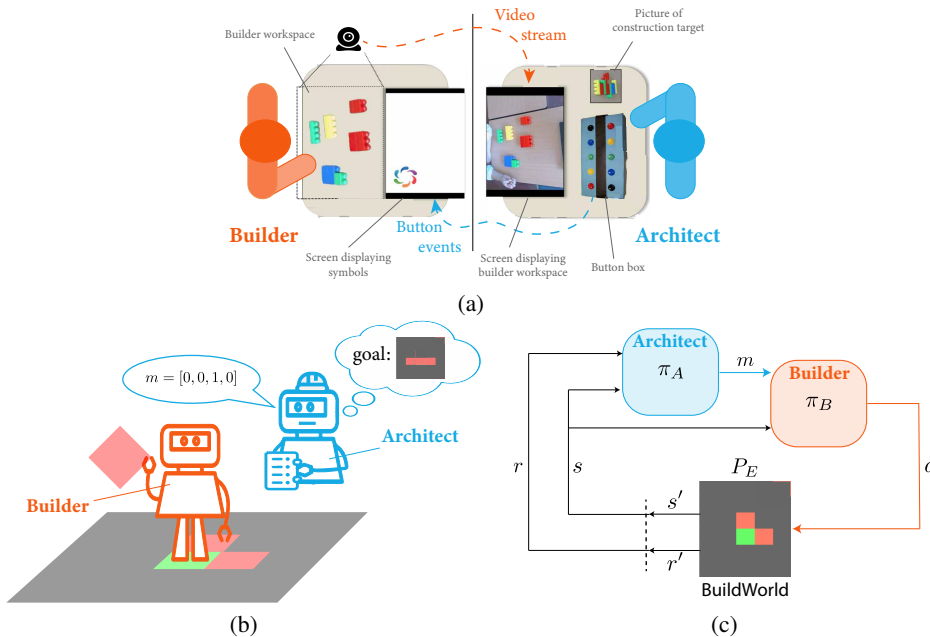 Builder workspace
Video
stream
Picture of
construction target
Builder
Button
events
Architect
Screen displaying
symbols
Screen displaying
builder workspace
Button box
(a)
m = [0, 0, 1, 0]
goal:
Architect
Builder
(b)
Architect
π_A
m
Builder
π_B
r
s
P_E
s′
r′
BuildWorld
(c)